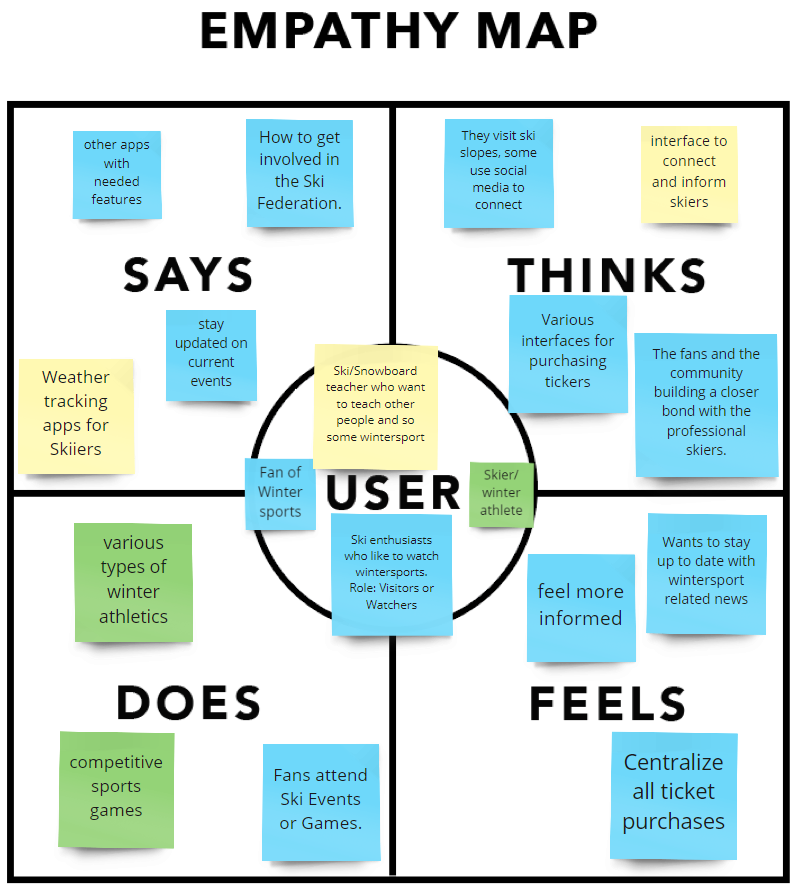 EMPATHY MAP
other apps
with
needed
features
How to get
involved in
the Ski
Federation.
SAYS
stay
updated on
current
events
Weather
tracking
apps for
Skiiers
They visit ski
slopes, some
use social
media to
connect
interface to
connect
and inform
skiers
THINKS
Various
interfaces for
purchasing
tickers
The fans and the
community
building a closer
bond with the
professional
skiers.
Ski/Snowboard
teacher who want
to teach other
people and so
some wintersport
Fan of
Winter
sports
USER
Skier/
winter
athlete
Ski enthusiasts
who like to watch
wintersports.
Role: Visitors or
Watchers
various
types of
winter
athletics
DOES
competitive
sports
games
Fans attend
Ski Events
or Games.
feel more
informed
Wants to stay
up to date with
wintersport
related news
FEELS
Centralize
all ticket
purchases